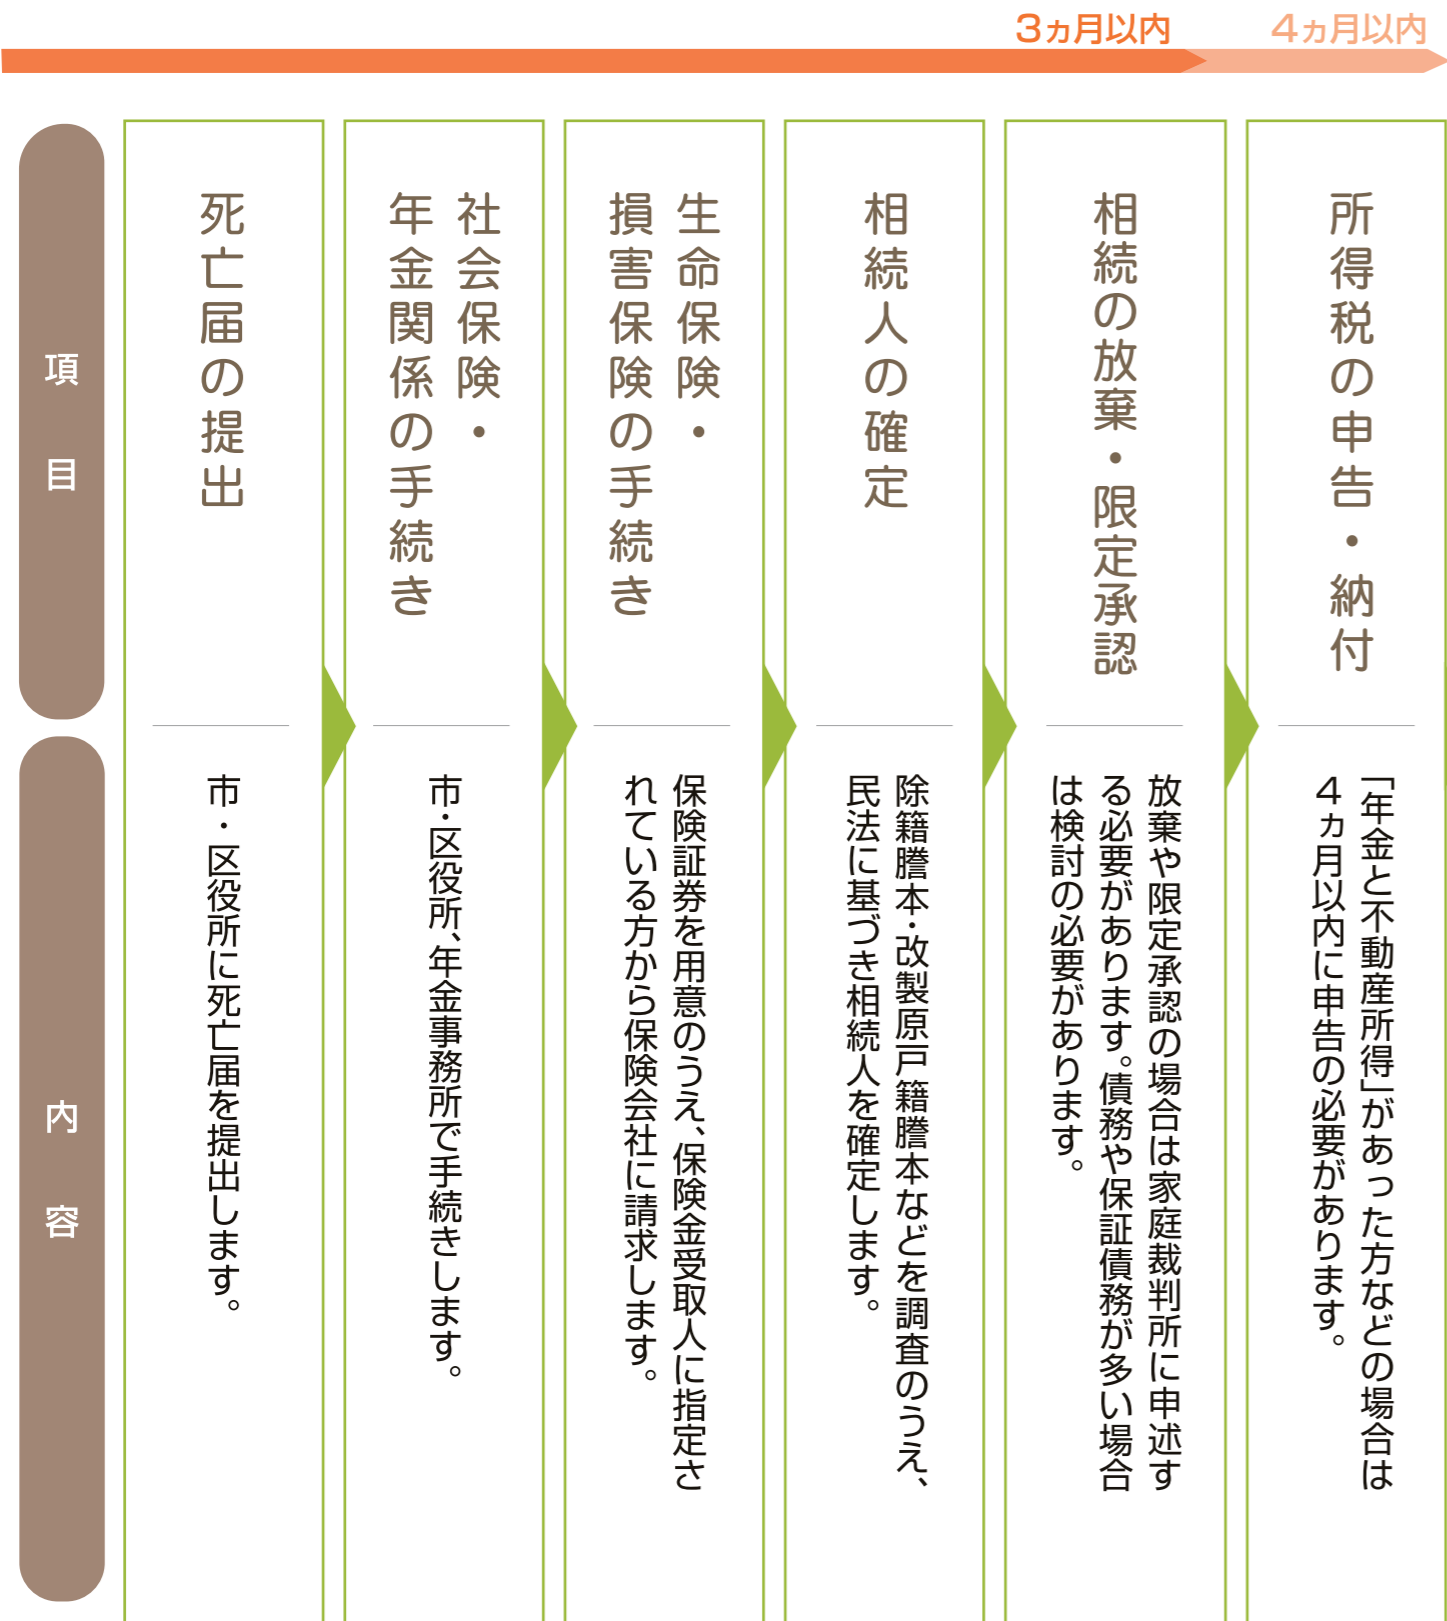 3ヵ月以内
4ヵ月以内
項目
死亡届の提出
社会保険・
年金関係の手続き
生命保険・
損害保険の手続き
相続人の確定
相続の放棄・限定承認
所得税の申告・納付
内容
市・区役所に死亡届を提出します。
市・区役所、年金事務所で手続きします。
保険証券を用意のうえ、保険金受取人に指定さ
れている方から保険会社に請求します。
除籍謄本・改製原戸籍謄本などを調査のうえ、
民法に基づき相続人を確定します。
放棄や限定承認の場合は家庭裁判所に申述す
る必要があります。債務や保証債務が多い場合
は検討の必要があります。
「年金と不動産所得」があった方などの場合は
4ヵ月以内に申告の必要があります。